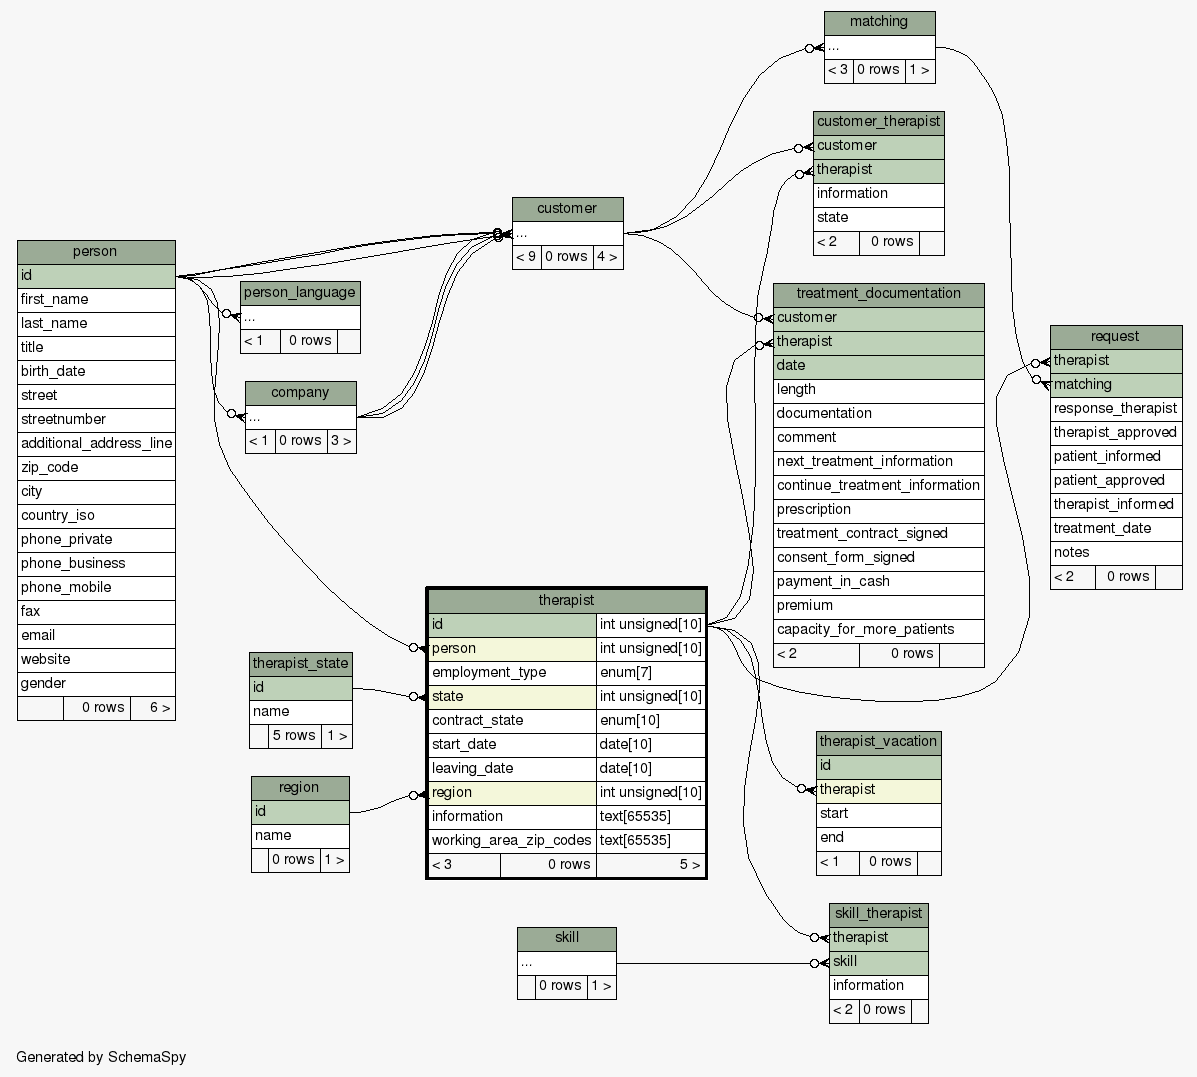 matching
...
< 3 0 rows 1 >
customer_therapist
customer
therapist
information
state
< 2 0 rows
customer
...
< 9 0 rows 4 >
person
id
first_name
last_name
title
birth_date
street
streetnumber
additional_address_line
zip_code
city
country_iso
phone_private
phone_business
phone_mobile
fax
email
website
gender
0 rows 6 >
person_language
...
< 1 0 rows
company
...
< 1 0 rows 3 >
treatment_documentation
customer
therapist
date
length
documentation
comment
next_treatment_information
continue_treatment_information
prescription
treatment_contract_signed
consent_form_signed
payment_in_cash
premium
capacity_for_more_patients
< 2 0 rows
request
therapist
matching
response_therapist
therapist_approved
patient_informed
patient_approved
therapist_informed
treatment_date
notes
< 2 0 rows
therapist
id int unsigned[10]
person int unsigned[10]
employment_type enum[7]
state int unsigned[10]
contract_state enum[10]
start_date date[10]
leaving_date date[10]
region int unsigned[10]
information text[65535]
working_area_zip_codes text[65535]
< 3 0 rows 5 >
therapist_state
id
name
5 rows 1 >
region
id
name
0 rows 1 >
therapist_vacation
id
therapist
start
end
< 1 0 rows
skill_therapist
therapist
skill
information
< 2 0 rows
skill
...
0 rows 1 >
Generated by SchemaSpy